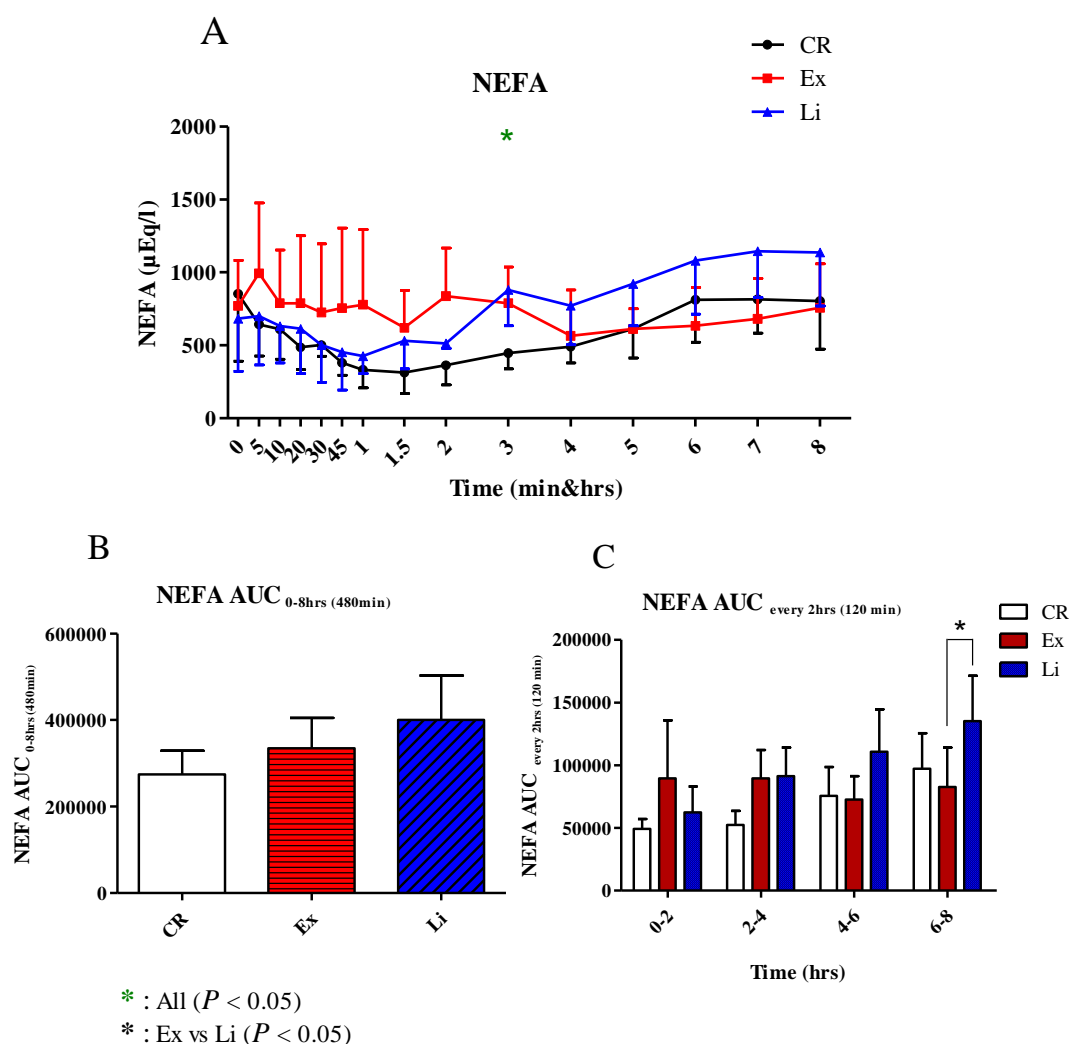 A
CR
Ex
Li
NEFA
*
2000
1500
1000
500
0
NEFA (µEq/l)
0 5 10 20 30 45 1 1.5 2 3 4 5 6 7 8
Time (min&hrs)
B
NEFA AUC 0-8hrs (480min)
600000
400000
200000
0
NEFA AUC 0-8hrs (480min)
CR Ex Li
C
NEFA AUC every 2hrs (120 min)
CR
Ex
Li
*
200000
150000
100000
50000
0
NEFA AUC every 2hrs (120 min)
0-2 2-4 4-6 6-8
Time (hrs)
* : All (P < 0.05)
* : Ex vs Li (P < 0.05)